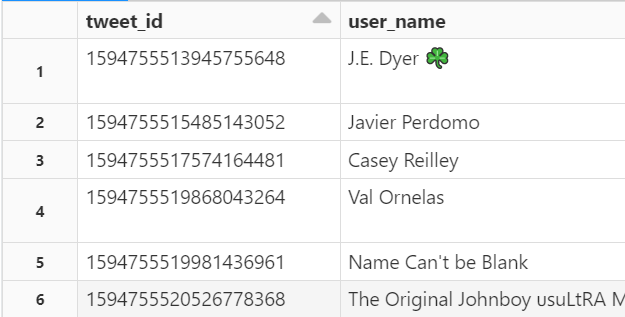 tweet_id user_name
1 1594755513945755648 J.E. Dyer ☘
2 1594755515485143052 Javier Perdomo
3 1594755517574164481 Casey Reilley
4 1594755519868043264 Val Ornelas
5 1594755519981436961 Name Can't be Blank
6 1594755520526778368 The Original Johnboy usuLtRA M